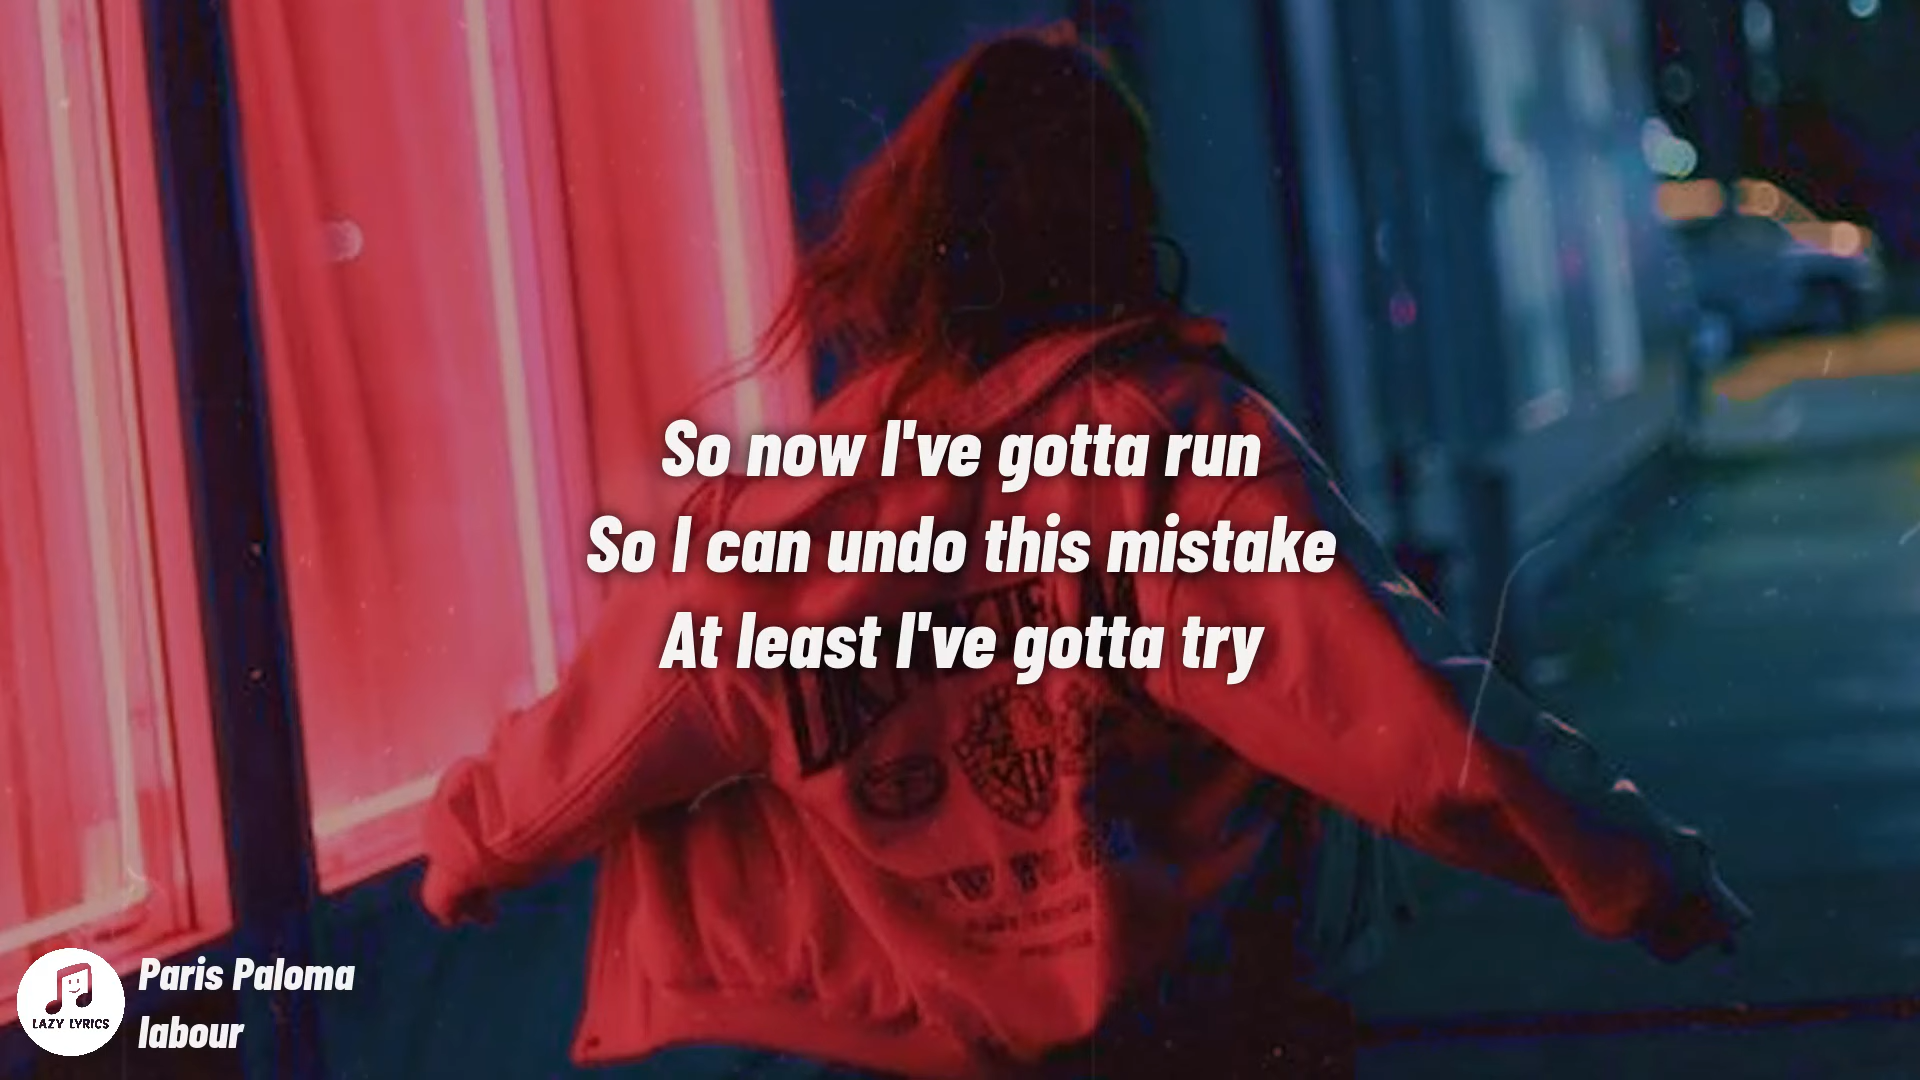 So now I've gotta run
So I can undo this mistake
At least I've gotta try
Paris Paloma
labour
LAZY LYRICS